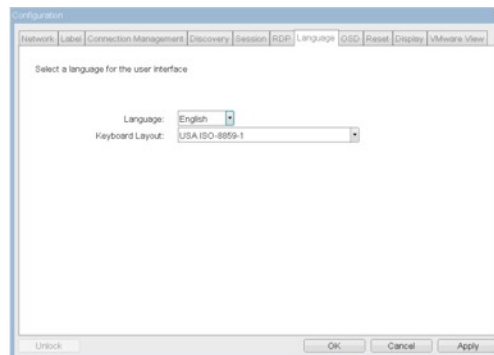 Configuration
Network Label Connection Management Discovery Session RDP Language OSD Reset Display VMware View
Select a language for the user interface
Language: English
Keyboard Layout: USA ISO-8859-1
Unlock OK Cancel Apply